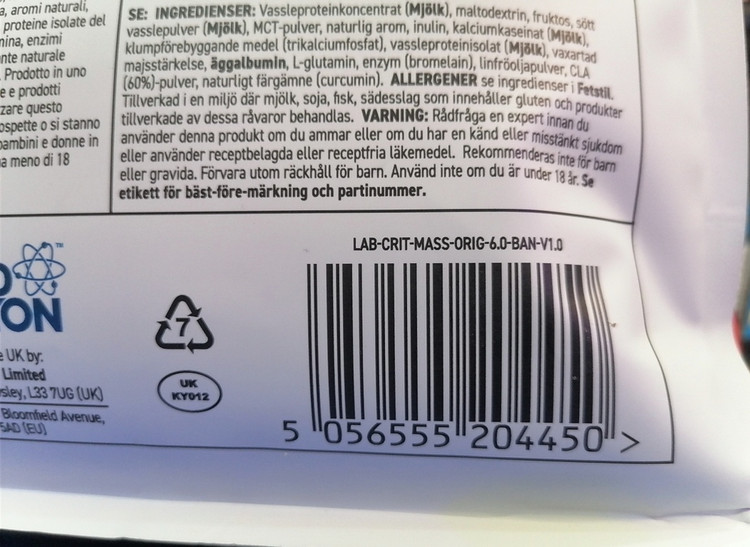 a, aromi naturali,
proteine isolate del
nina, enzimi
nte naturale
Prodotto in uno
e e prodotti
zare questo
ospette o si stanno
bambini e donne in
a meno di 18
SE: INGREDIENSER: Vassleproteinkoncentrat (Mjölk), maltodextrin, fruktos, sött
vasslepulver (Mjölk), MCT-pulver, naturlig arom, inulin, kalciumkaseinat (Mjölk),
klumpförebyggande medel (trikalciumfosfat), vassleproteinisolat (Mjölk), vaxartad
majsstärkelse, äggalbumin, L-glutamin, enzym (bromelain), linfröoljapulver, CLA
(60%)-pulver, naturligt färgämne (curcumin). ALLERGENER se ingredienser i Fetstil.
Tillverkad i en miljö där mjölk, soja, fisk, sädesslag som innehåller gluten och produkter
tillverkade av dessa råvaror behandlas. VARNING: Rådfråga en expert innan du
använder denna produkt om du ammar eller om du har en känd eller misstänkt sjukdom
eller använder receptbelagda eller receptfria läkemedel. Rekommenderas inte för barn
eller gravida. Förvara utom räckhåll för barn. Använd inte om du är under 18 år. Se
etikett för bäst-före-märkning och partinummer.
LAB-CRIT-MASS-ORIG-6.0-BAN-V1.0
TM
ON
e UK by:
Limited
sley, L33 7UG (UK)
Bloomfield Avenue,
5AD (EU)
7
UK
KY012
5 056555 204450 >